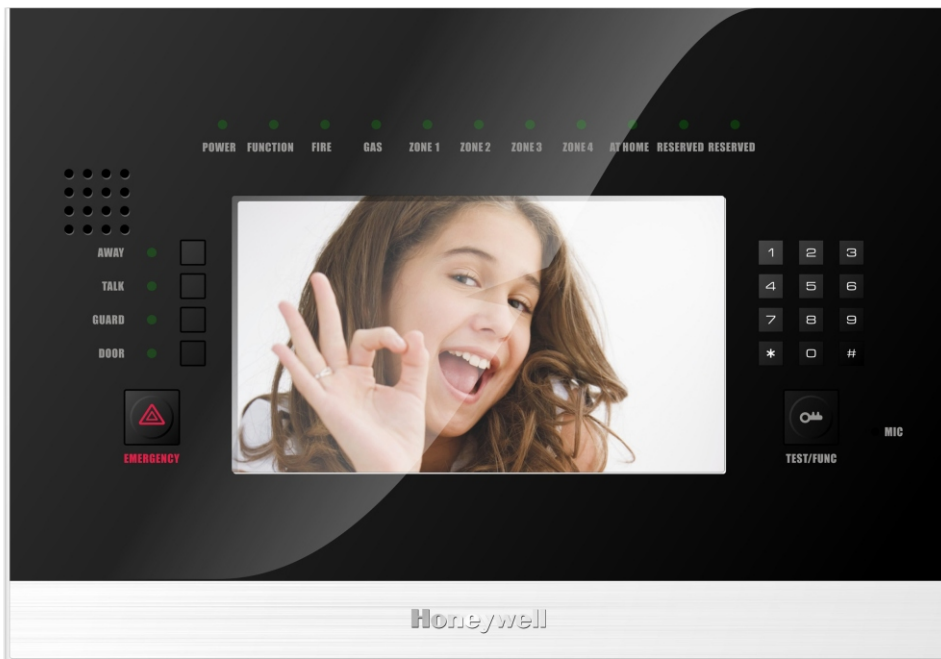 POWER FUNCTION FIRE GAS ZONE 1 ZONE 2 ZONE 3 ZONE 4 AT HOME RESERVED RESERVED
AWAY
TALK
GUARD
DOOR
1 2 3
4 5 6
7 8 9
* 0 #
EMERGENCY
TEST/FUNC
MIC
Honeywell